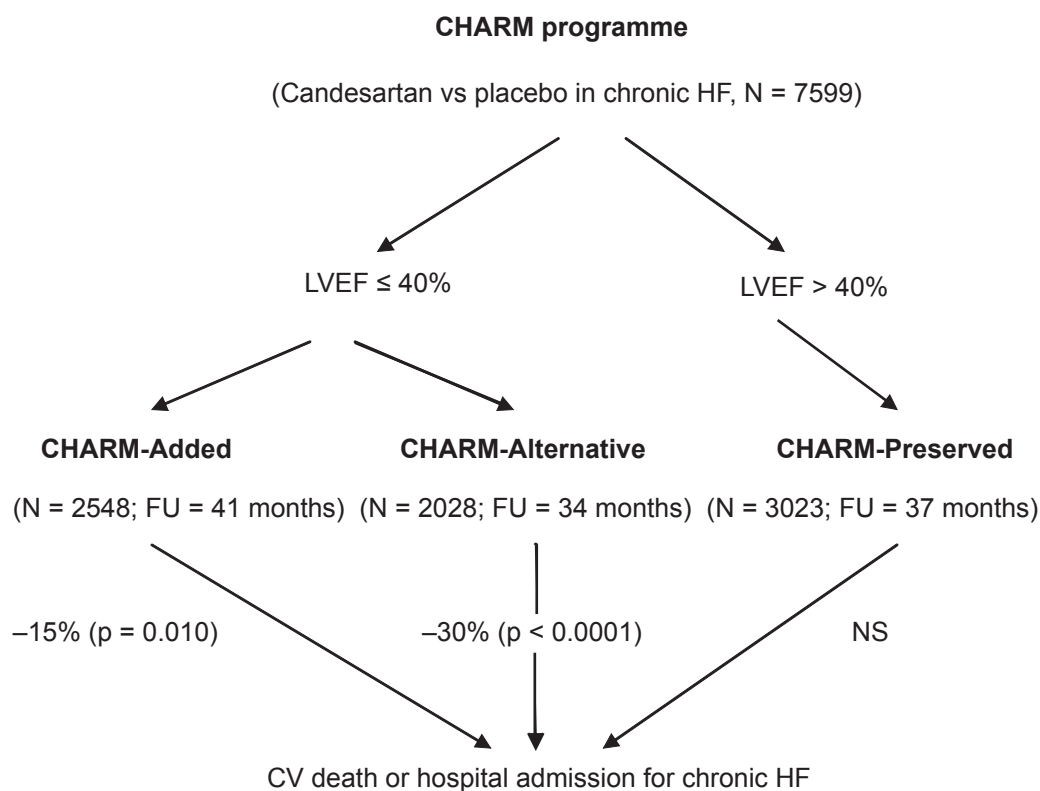 CHARM programme
(Candesartan vs placebo in chronic HF, N = 7599)
LVEF ≤ 40%
LVEF > 40%
CHARM-Added
CHARM-Alternative
CHARM-Preserved
(N = 2548; FU = 41 months)
(N = 2028; FU = 34 months)
(N = 3023; FU = 37 months)
–15% (p = 0.010)
–30% (p < 0.0001)
NS
CV death or hospital admission for chronic HF